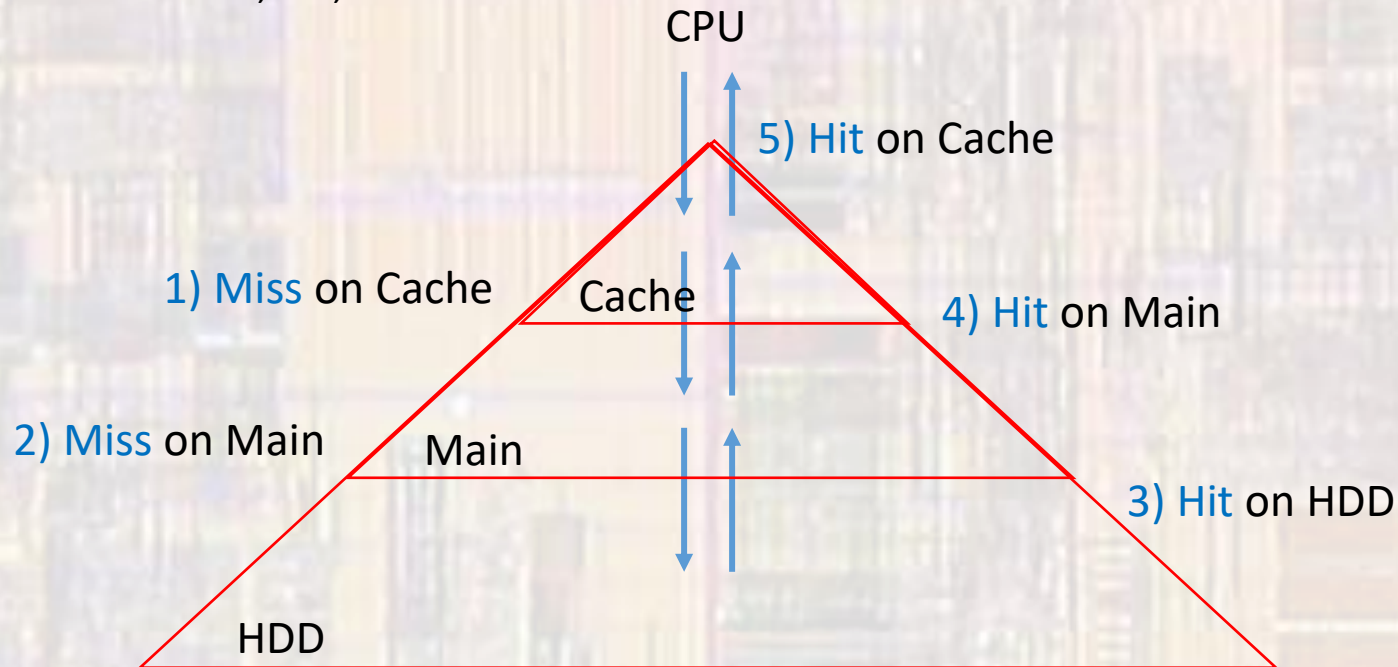 CPU
5) Hit on Cache
1) Miss on Cache
Cache
4) Hit on Main
2) Miss on Main
Main
3) Hit on HDD
HDD